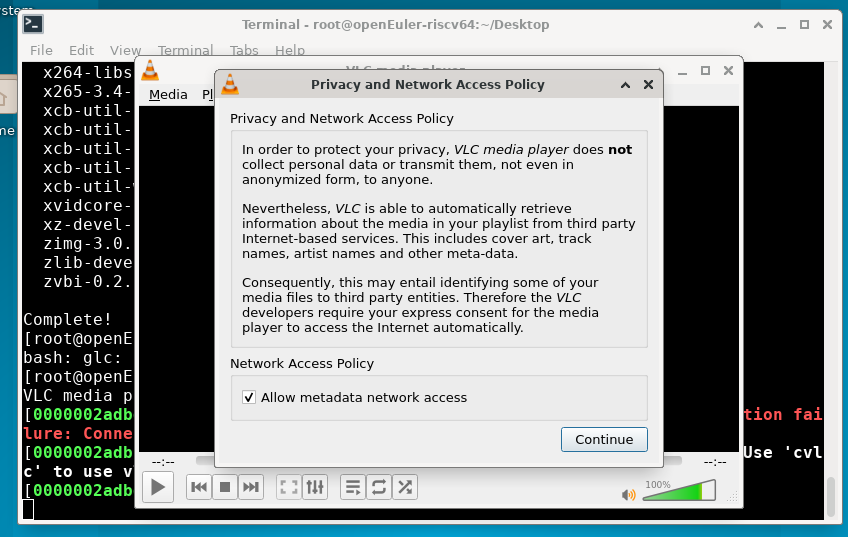 Terminal - root@openEuler-riscv64:~/Desktop
File Edit View Terminal Tabs Help
x264-libs
x265-3.4-
xcb-util-
xcb-util-
xcb-util-
xcb-util-
xcb-util-
xvidcore-
xz-devel-
zimg-3.0.
zlib-deve
zvbi-0.2.
Complete!
[root@openE
bash: glc:
[root@openE
VLC media p
[0000002adb
tion fai
lure: Conne
[0000002adb
Use 'cvl
c' to use v
[0000002adb
VLC media player
Media Pl
Privacy and Network Access Policy
Privacy and Network Access Policy
In order to protect your privacy, VLC media player does not
collect personal data or transmit them, not even in
anonymized form, to anyone.
Nevertheless, VLC is able to automatically retrieve
information about the media in your playlist from third party
Internet-based services. This includes cover art, track
names, artist names and other meta-data.
Consequently, this may entail identifying some of your
media files to third party entities. Therefore the VLC
developers require your express consent for the media
player to access the Internet automatically.
Network Access Policy
Allow metadata network access
Continue
--:-- --:--
100%
ystem
me